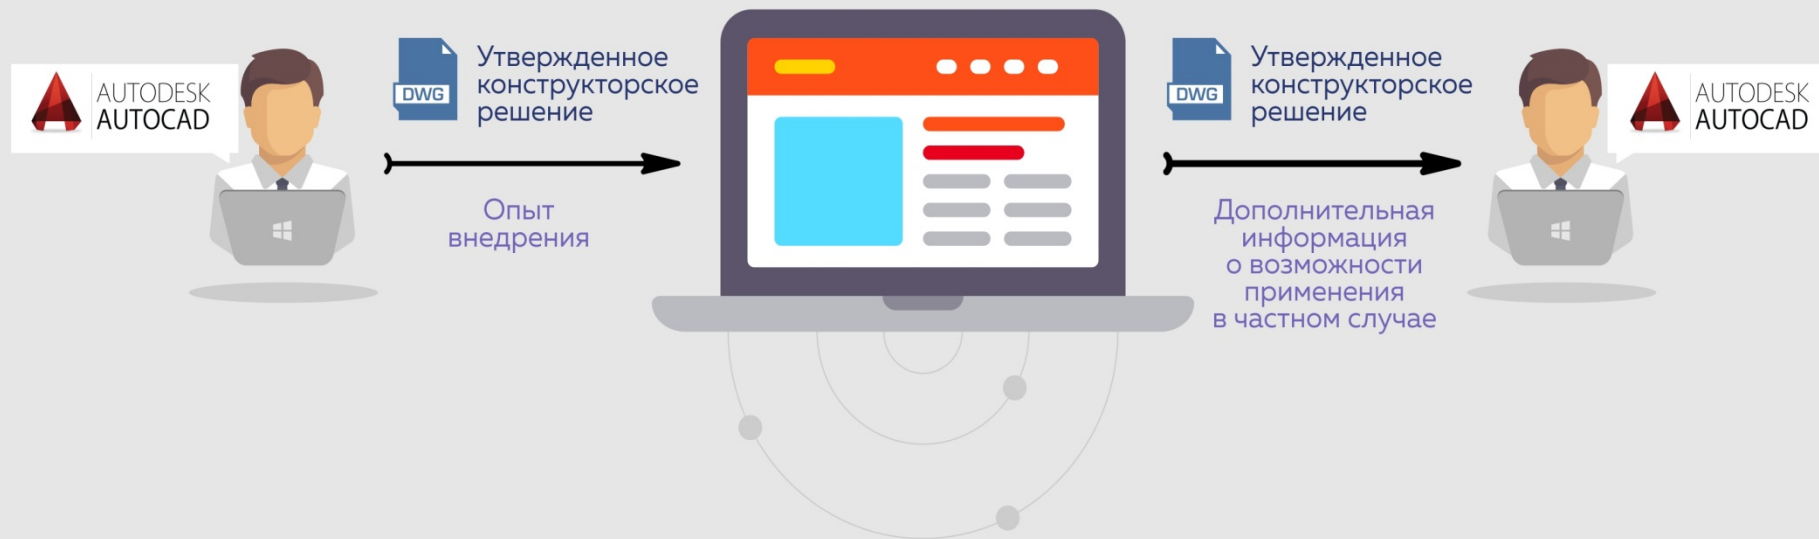 AUTODESK
AUTOCAD
DWG
Утвержденное
конструкторское
решение
Опыт
внедрения
DWG
Утвержденное
конструкторское
решение
Дополнительная
информация
о возможности
применения
в частном случае
AUTODESK
AUTOCAD